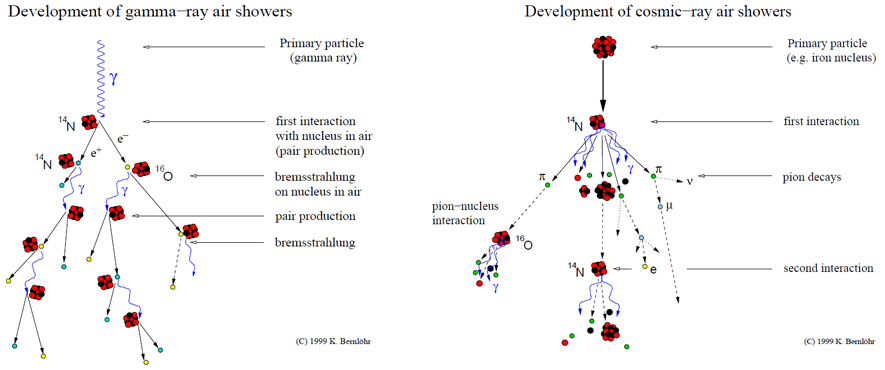 Development of gamma−ray air showers
Primary particle
(gamma ray)
γ
first interaction
with nucleus in air
(pair production)
¹⁴N
e⁺
e⁻
¹⁴N
¹⁶O
bremsstrahlung
on nucleus in air
γ
γ
pair production
bremsstrahlung
(C) 1999 K. Bernlöhr
Development of cosmic−ray air showers
Primary particle
(e.g. iron nucleus)
¹⁴N
first interaction
γ
π
π
ν
pion decays
μ
pion−nucleus
interaction
¹⁶O
γ
¹⁴N
e
second interaction
(C) 1999 K. Bernlöhr